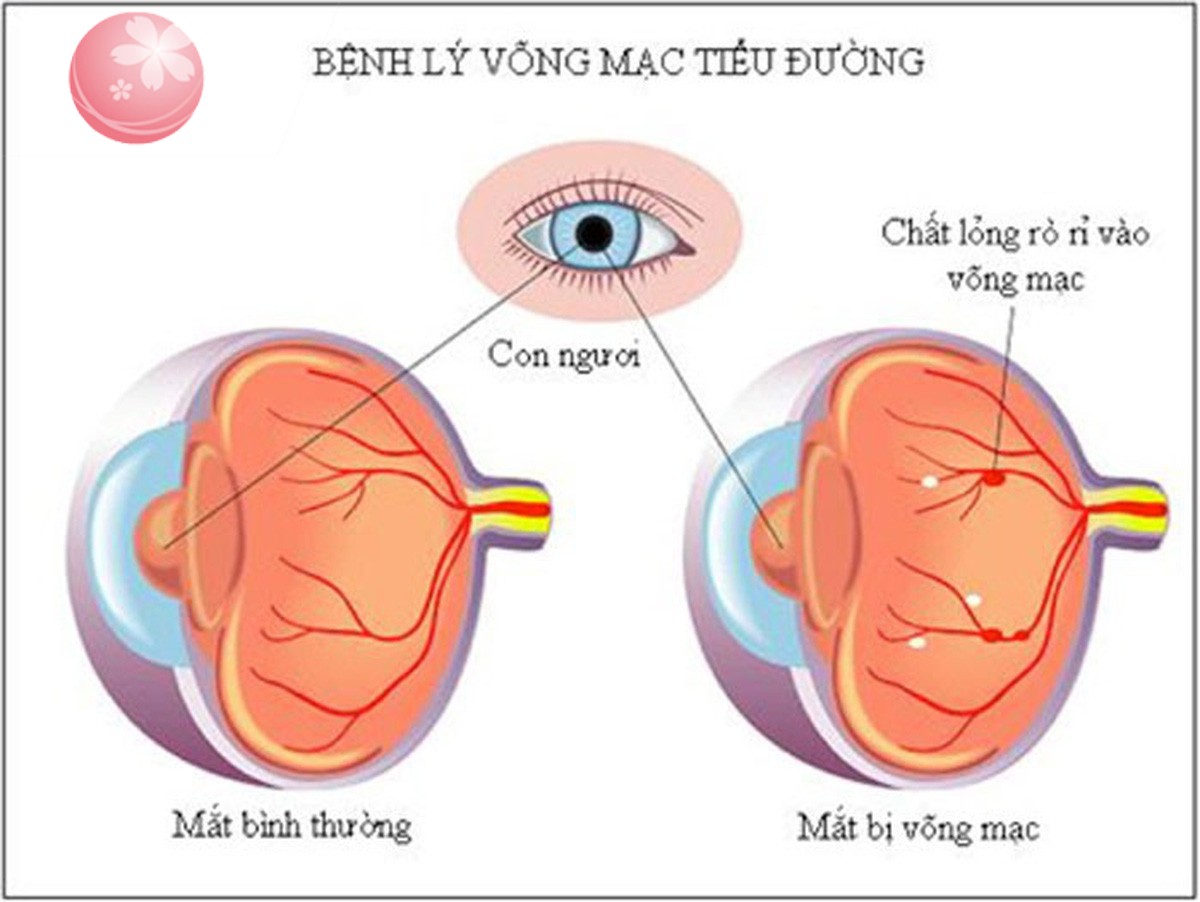 BỆNH LÝ VÕNG MẠC TIỂU ĐƯỜNG
Chất lỏng rò rỉ vào
võng mạc
Con ngươi
Mắt bình thường
Mắt bị võng mạc